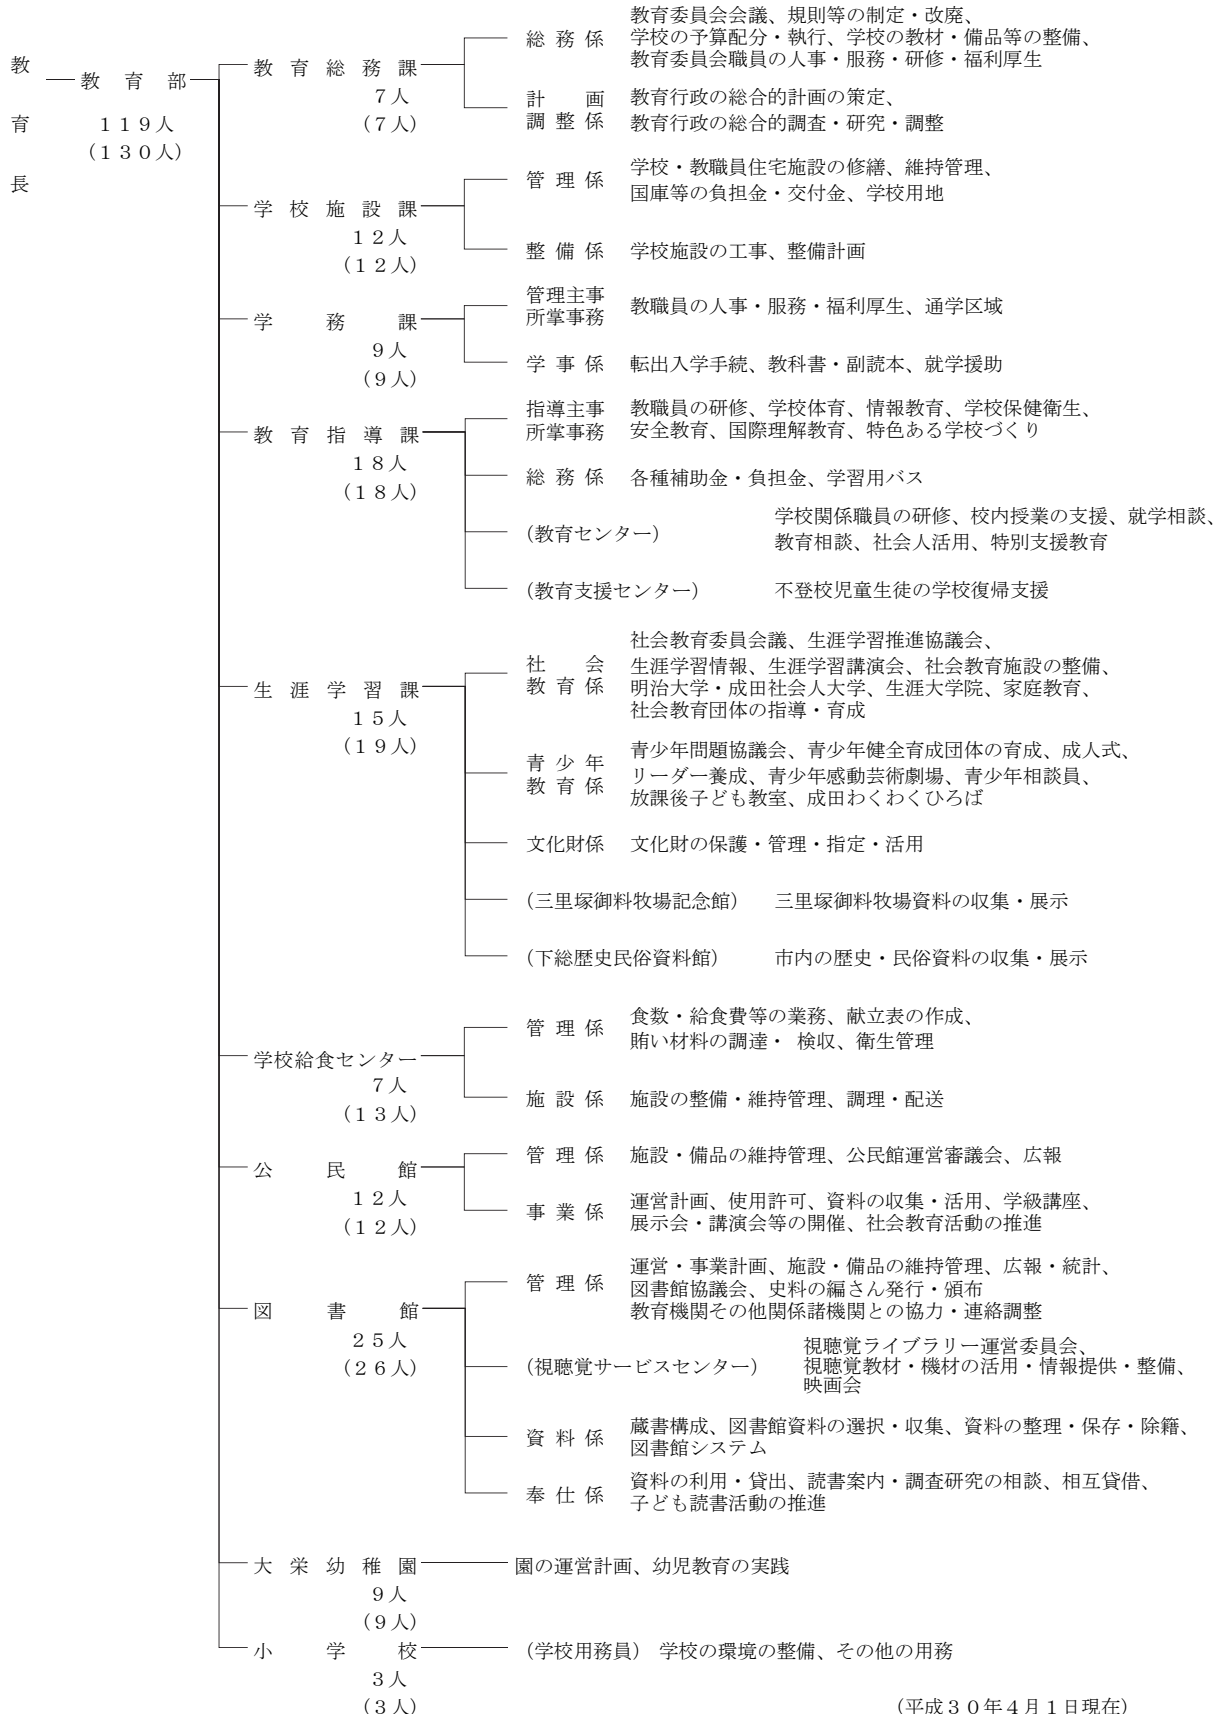 教育長
教育部
119人
(130人)
教育総務課
7人
(7人)
総務係
教育委員会会議、規則等の制定・改廃、
学校の予算配分・執行、学校の教材・備品等の整備、
教育委員会職員の人事・服務・研修・福利厚生
計画
調整係
教育行政の総合的計画の策定、
教育行政の総合的調査・研究・調整
学校施設課
12人
(12人)
管理係
学校・教職員住宅施設の修繕、維持管理、
国庫等の負担金・交付金、学校用地
整備係
学校施設の工事、整備計画
学務課
9人
(9人)
管理主事
所掌事務
教職員の人事・服務・福利厚生、通学区域
学事係
転出入学手続、教科書・副読本、就学援助
教育指導課
18人
(18人)
指導主事
所掌事務
教職員の研修、学校体育、情報教育、学校保健衛生、
安全教育、国際理解教育、特色ある学校づくり
総務係
各種補助金・負担金、学習用バス
(教育センター)
学校関係職員の研修、校内授業の支援、就学相談、
教育相談、社会人活用、特別支援教育
(教育支援センター)
不登校児童生徒の学校復帰支援
生涯学習課
15人
(19人)
社会
教育係
社会教育委員会議、生涯学習推進協議会、
生涯学習情報、生涯学習講演会、社会教育施設の整備、
明治大学・成田社会人大学、生涯大学院、家庭教育、
社会教育団体の指導・育成
青少年
教育係
青少年問題協議会、青少年健全育成団体の育成、成人式、
リーダー養成、青少年感動芸術劇場、青少年相談員、
放課後子ども教室、成田わくわくひろば
文化財係
文化財の保護・管理・指定・活用
(三里塚御料牧場記念館)
三里塚御料牧場資料の収集・展示
(下総歴史民俗資料館)
市内の歴史・民俗資料の収集・展示
学校給食センター
7人
(13人)
管理係
食数・給食費等の業務、献立表の作成、
賄い材料の調達・ 検収、衛生管理
施設係
施設の整備・維持管理、調理・配送
公民館
12人
(12人)
管理係
施設・備品の維持管理、公民館運営審議会、広報
事業係
運営計画、使用許可、資料の収集・活用、学級講座、
展示会・講演会等の開催、社会教育活動の推進
図書館
25人
(26人)
管理係
運営・事業計画、施設・備品の維持管理、広報・統計、
図書館協議会、史料の編さん発行・頒布
教育機関その他関係諸機関との協力・連絡調整
(視聴覚サービスセンター)
視聴覚ライブラリー運営委員会、
視聴覚教材・機材の活用・情報提供・整備、
映画会
資料係
蔵書構成、図書館資料の選択・収集、資料の整理・保存・除籍、
図書館システム
奉仕係
資料の利用・貸出、読書案内・調査研究の相談、相互貸借、
子ども読書活動の推進
大栄幼稚園
9人
(9人)
園の運営計画、幼児教育の実践
小学校
3人
(3人)
(学校用務員) 学校の環境の整備、その他の用務
(平成30年4月1日現在)